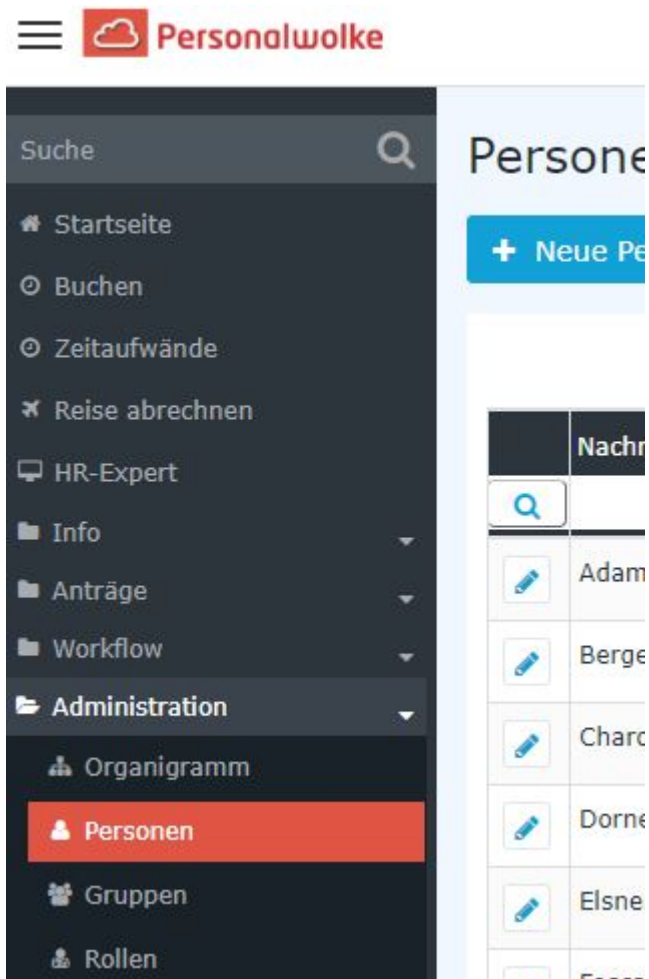 Personalwolke
Suche
Startseite
Buchen
Zeitaufwände
Reise abrechnen
HR-Expert
Info
Anträge
Workflow
Administration
Organigramm
Personen
Gruppen
Rollen
Persone
+ Neue Pe
Nachn
Adam
Berge
Charo
Dorne
Elsne